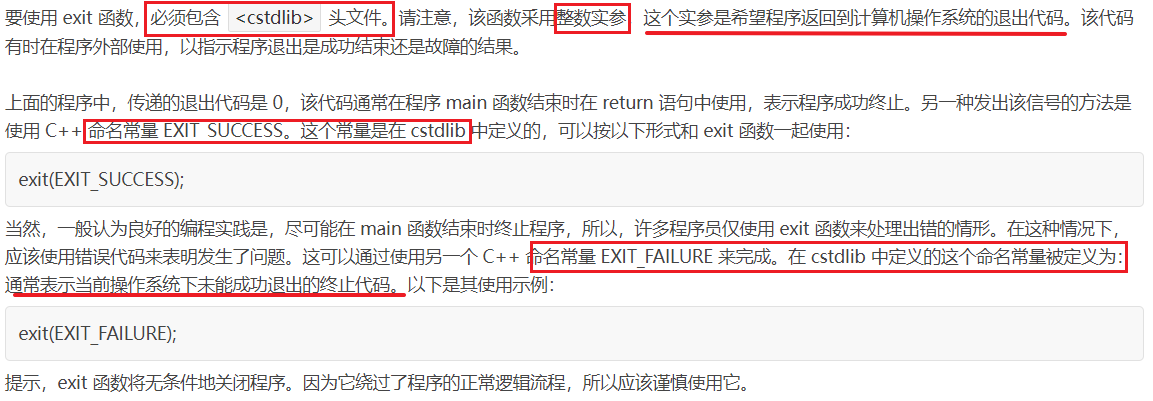 要使用 exit 函数，必须包含 <cstdlib> 头文件。请注意，该函数采用整数实参 这个实参是希望程序返回到计算机操作系统的退出代码。该代码
有时在程序外部使用，以指示程序退出是成功结束还是故障的结果。
上面的程序中，传递的退出代码是 0，该代码通常在程序 main 函数结束时在 return 语句中使用，表示程序成功终止。另一种发出该信号的方法是
使用 C++ 命名常量 EXIT_SUCCESS。这个常量是在 cstdlib 中定义的，可以按以下形式和 exit 函数一起使用：
exit(EXIT_SUCCESS);
当然，一般认为良好的编程实践是，尽可能在 main 函数结束时终止程序，所以，许多程序员仅使用 exit 函数来处理出错的情形。在这种情况下，
应该使用错误代码来表明发生了问题。这可以通过使用另一个 C++ 命名常量 EXIT_FAILURE 来完成。在 cstdlib 中定义的这个命名常量被定义为：
通常表示当前操作系统下未能成功退出的终止代码。以下是其使用示例：
exit(EXIT_FAILURE);
提示，exit 函数将无条件地关闭程序。因为它绕过了程序的正常逻辑流程，所以应该谨慎使用它。